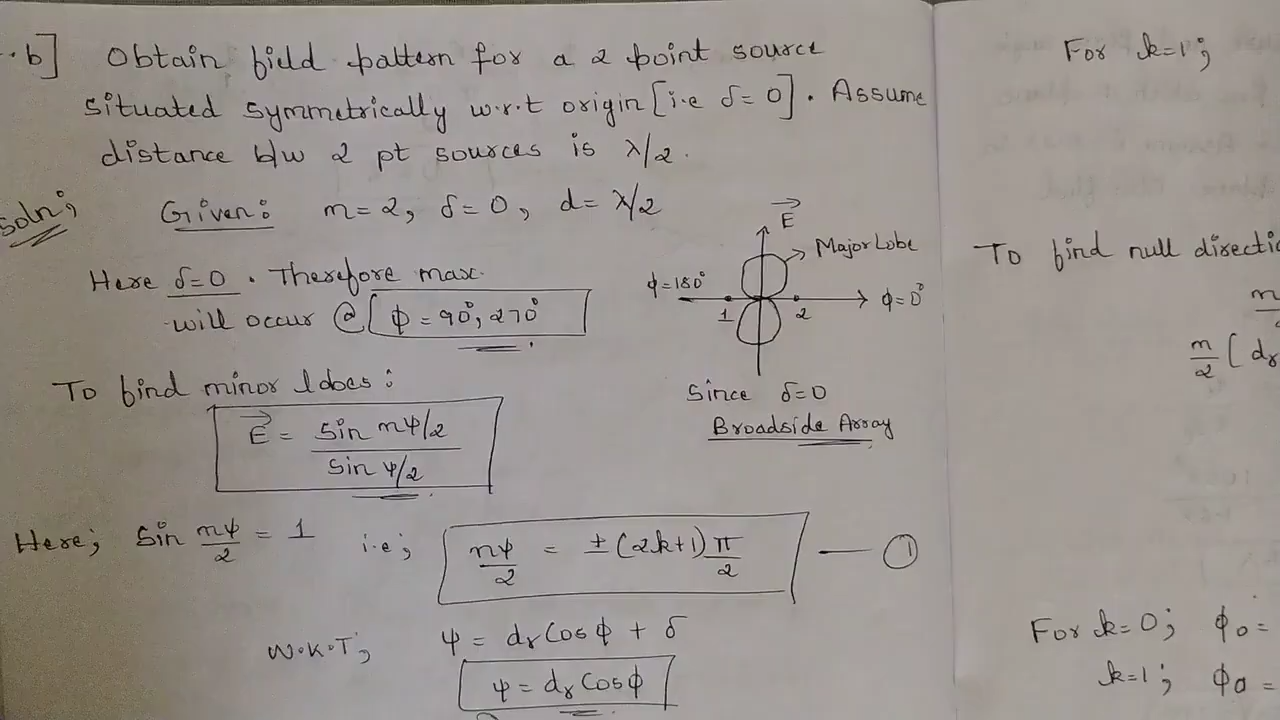 .b] Obtain field pattern for a 2 point source
situated symmetrically w.r.t origin [i.e δ=0]. Assume
distance b/w 2 pt sources is λ/2.
Soln;
Given: n=2, δ=0, d=λ/2
Here δ=0. Therefore max.
will occur @ ϕ=90°, 270°
E
Major Lobe
ϕ=180°
ϕ=0°
1
2
Since δ=0
Broadside Array
To find minor lobes:
E = sin nψ/2 / sin ψ/2
Here; sin nψ/2 = 1 i.e; nψ/2 = ±(2k+1) π/2 — ①
W.K.T; ψ = dr cos ϕ + δ
ψ = dr cos ϕ
For k=1;
To find null directi
n
n/2 (dr
For k=0; ϕ0 =
k=1; ϕ0 =